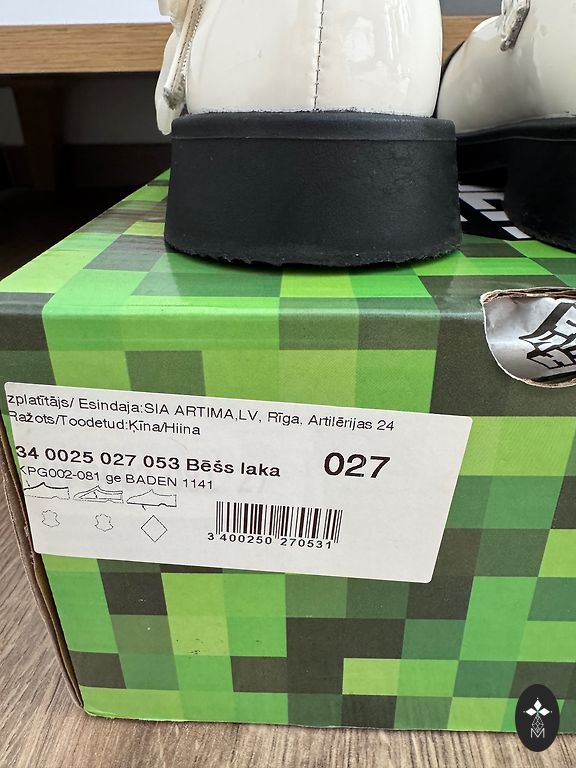 zplatītājs/ Esindaja:SIA ARTIMA,LV, Rīga, Artilērijas 24
Ražots/Toodetud:Ķīna/Hiina
34 0025 027 053 Bēšs laka 027
KPG002-081 ge BADEN 1141
3 400250 270531